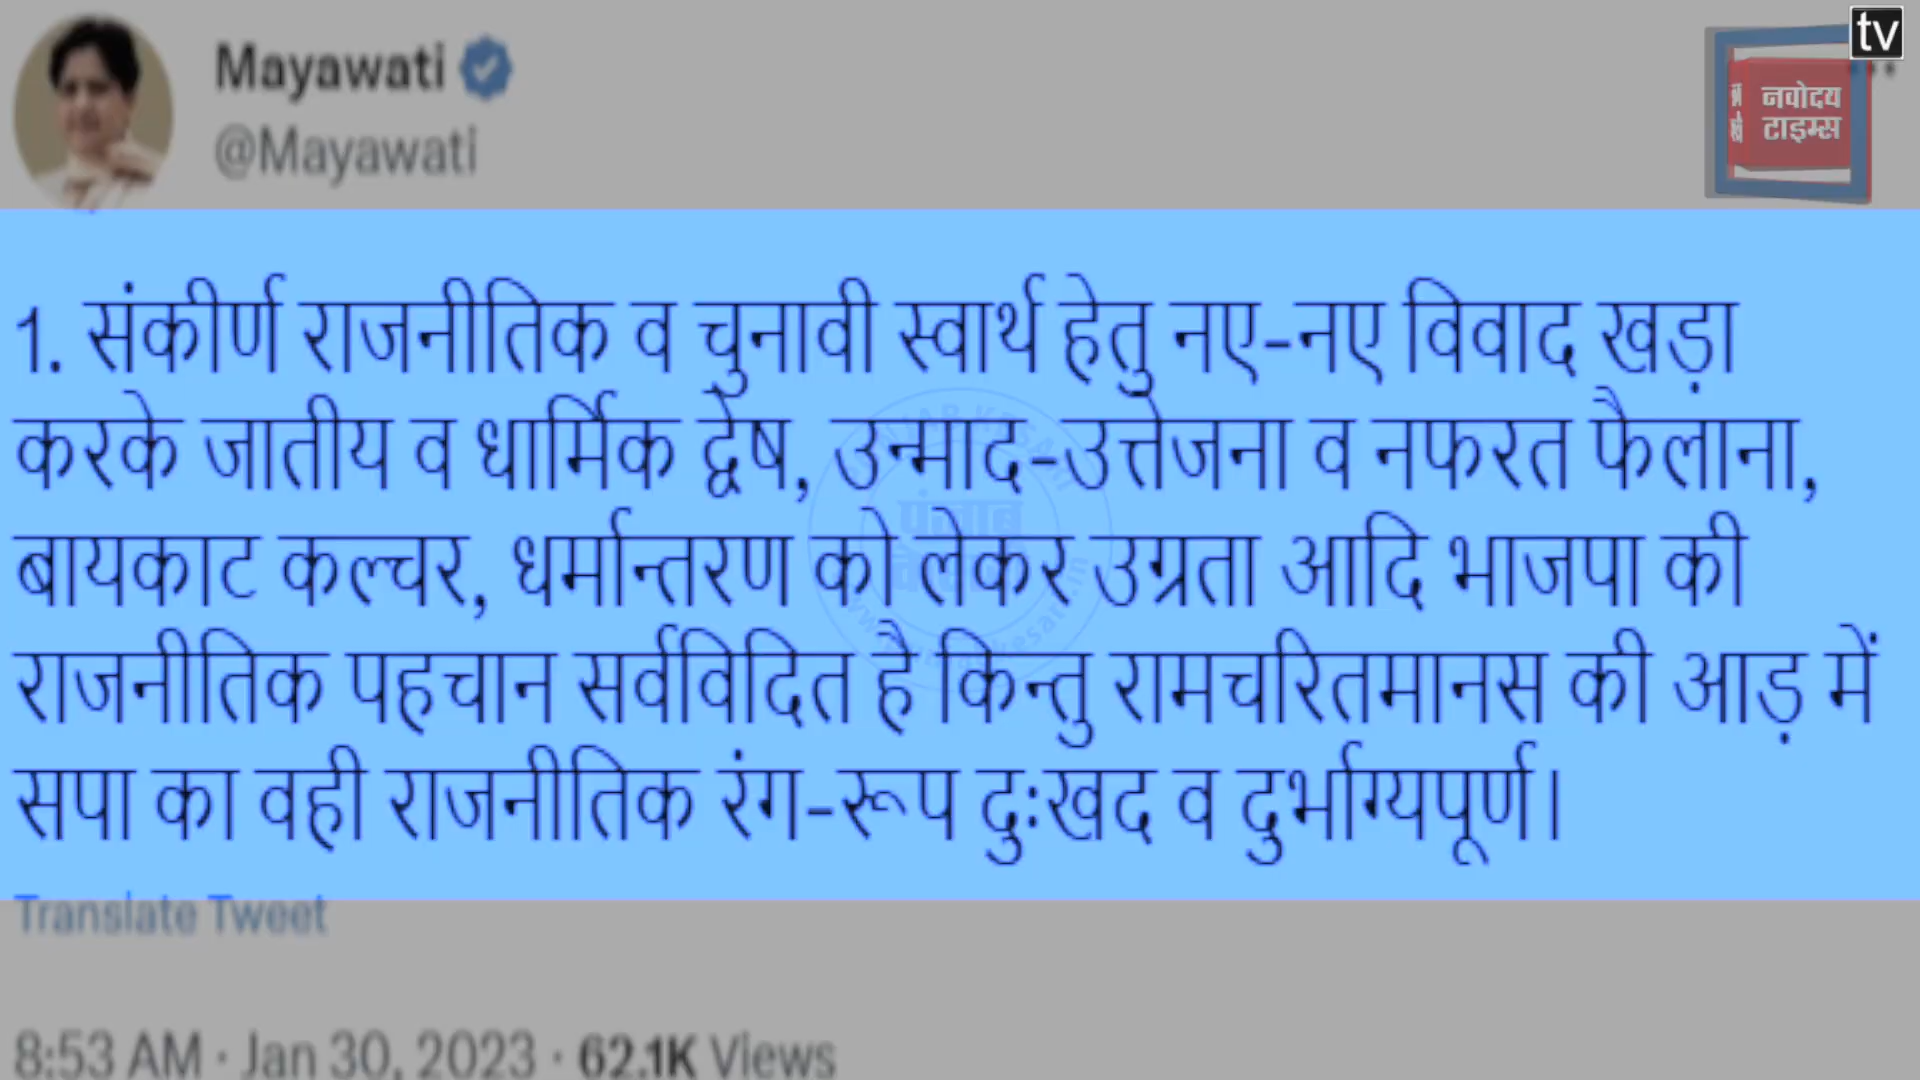 Mayawati
@Mayawati
tv
नवोदय
टाइम्स
1. संकीर्ण राजनीतिक व चुनावी स्वार्थ हेतु नए-नए विवाद खड़ा
करके जातीय व धार्मिक द्वेष, उन्माद-उत्तेजना व नफरत फैलाना,
बायकाट कल्चर, धर्मान्तरण को लेकर उग्रता आदि भाजपा की
राजनीतिक पहचान सर्वविदित है किन्तु रामचरितमानस की आड़ में
सपा का वही राजनीतिक रंग-रूप दुःखद व दुर्भाग्यपूर्ण।
Translate Tweet
8:53 AM · Jan 30, 2023 · 62.1K Views